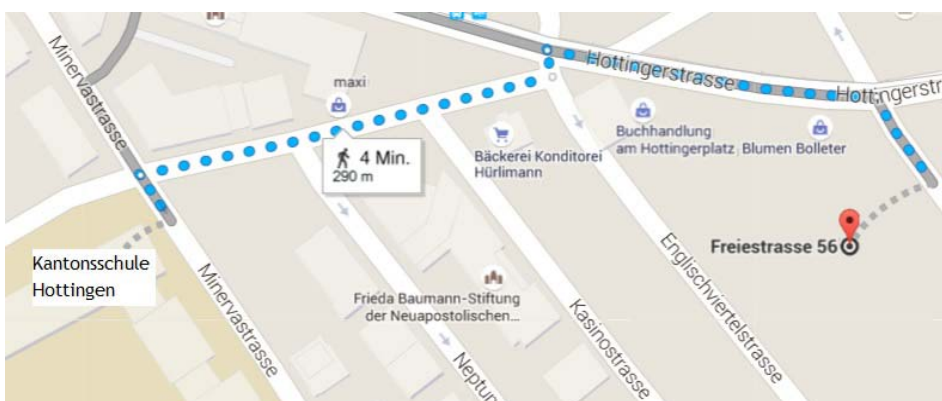 Minervastrasse
maxi
Hottingerstrasse
Hottingerstr
4 Min.
290 m
Bäckerei Konditorei
Hürlimann
Buchhandlung
am Hottingerplatz
Blumen Bolleter
Kantonsschule
Hottingen
Minervastrasse
Frieda Baumann-Stiftung
der Neuapostolischen...
Neptun
Kasinostrasse
Englischviertelstrasse
Freiestrasse 56